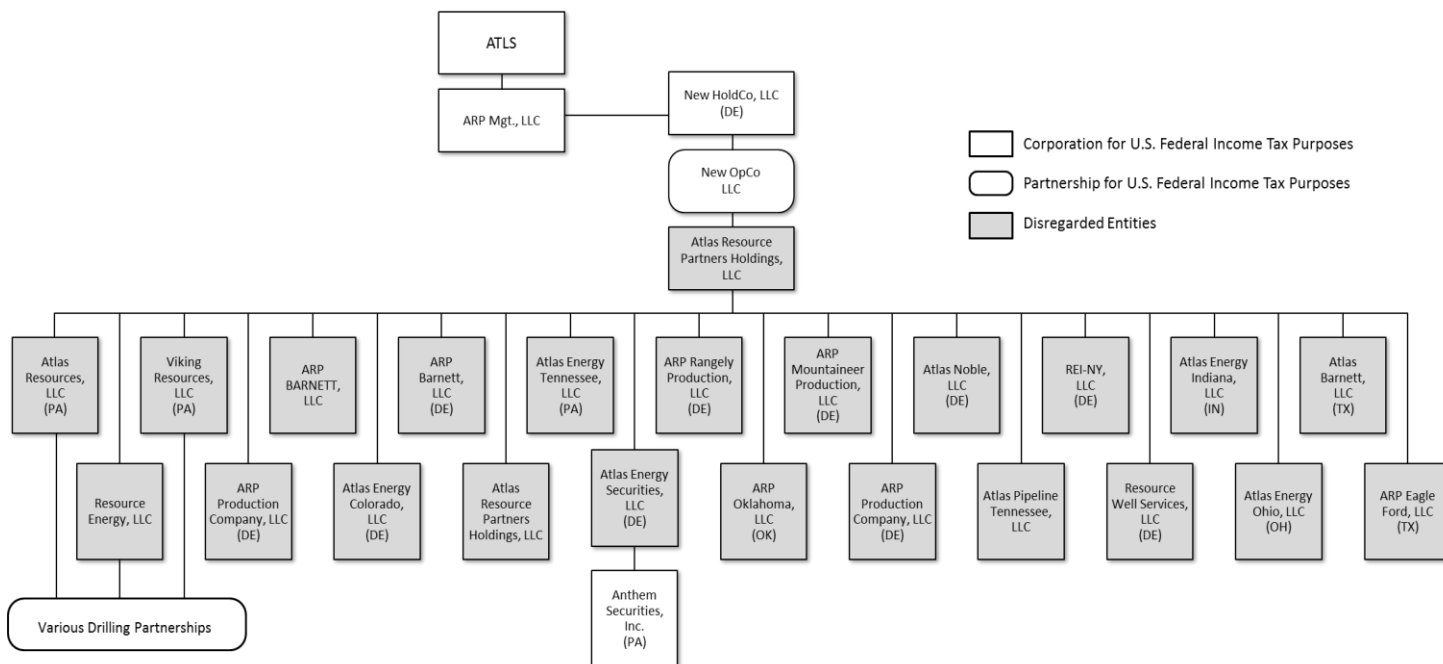 ATLS
ARP Mgt., LLC
New HoldCo, LLC
(DE)
New OpCo
LLC
Atlas Resource
Partners Holdings,
LLC
Corporation for U.S. Federal Income Tax Purposes
Partnership for U.S. Federal Income Tax Purposes
Disregarded Entities
Atlas
Resources,
LLC
(PA)
Viking
Resources,
LLC
(PA)
ARP
BARNETT,
LLC
ARP
Barnett,
LLC
(DE)
Atlas Energy
Tennessee,
LLC
(PA)
ARP Rangely
Production,
LLC
(DE)
ARP
Mountaineer
Production,
LLC
(DE)
Atlas Noble,
LLC
(DE)
REI-NY,
LLC
(DE)
Atlas Energy
Indiana,
LLC
(IN)
Atlas
Barnett,
LLC
(TX)
Resource
Energy, LLC
ARP
Production
Company, LLC
(DE)
Atlas Energy
Colorado,
LLC
(DE)
Atlas
Resource
Partners
Holdings, LLC
Atlas Energy
Securities,
LLC
(DE)
ARP
Oklahoma,
LLC
(OK)
ARP
Production
Company, LLC
(DE)
Atlas Pipeline
Tennessee,
LLC
Resource
Well Services,
LLC
(DE)
Atlas Energy
Ohio, LLC
(OH)
ARP Eagle
Ford, LLC
(TX)
Various Drilling Partnerships
Anthem
Securities,
Inc.
(PA)